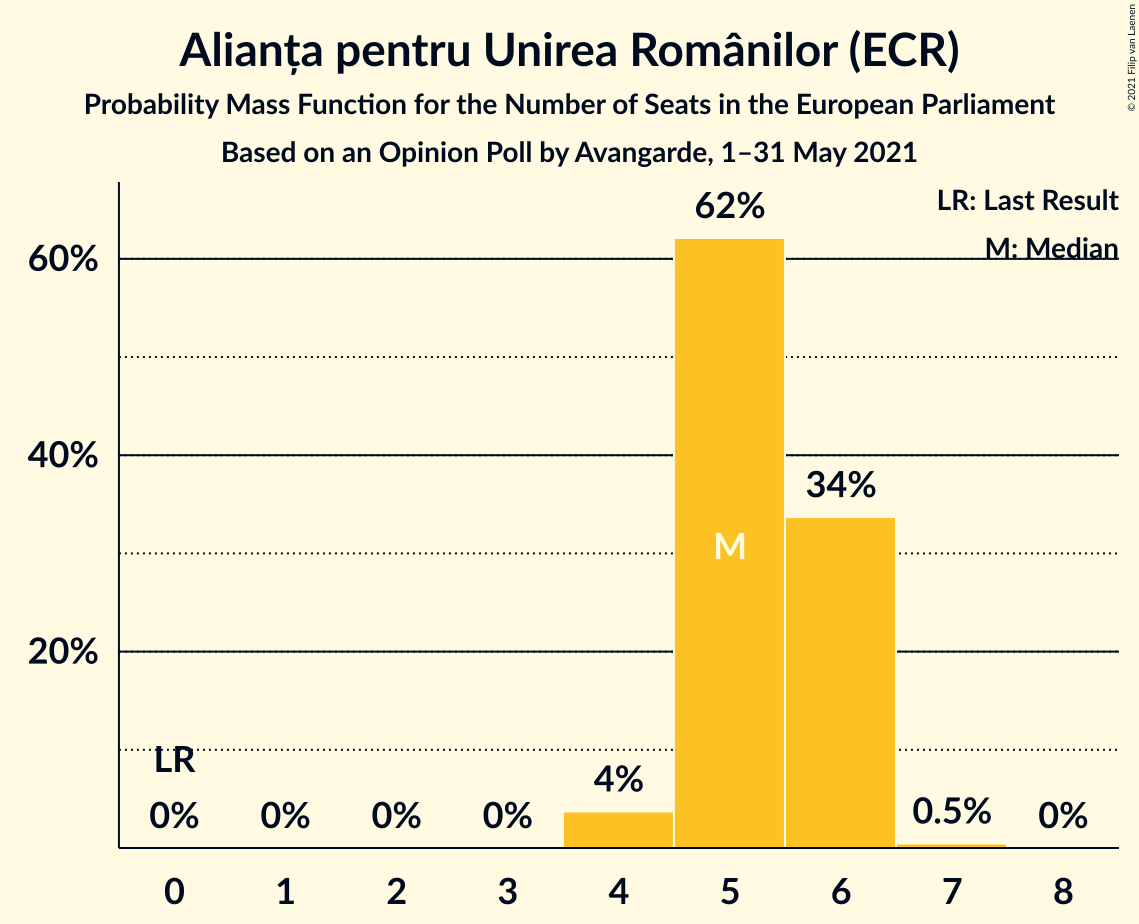 Alianța pentru Unirea Românilor (ECR)
Probability Mass Function for the Number of Seats in the European Parliament
Based on an Opinion Poll by Avangarde, 1–31 May 2021
© 2021 Filip van Laenen
LR: Last Result
M: Median
60%
40%
20%
62%
34%
M
LR
0%
0%
0%
0%
4%
0.5%
0%
0
1
2
3
4
5
6
7
8